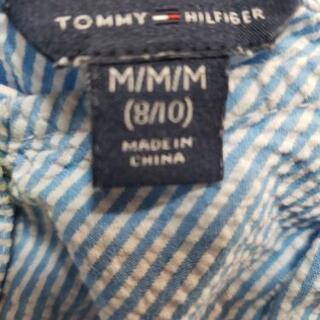 TOMMY HILFIGER
M/M/M
(8/10)
MADE IN
CHINA